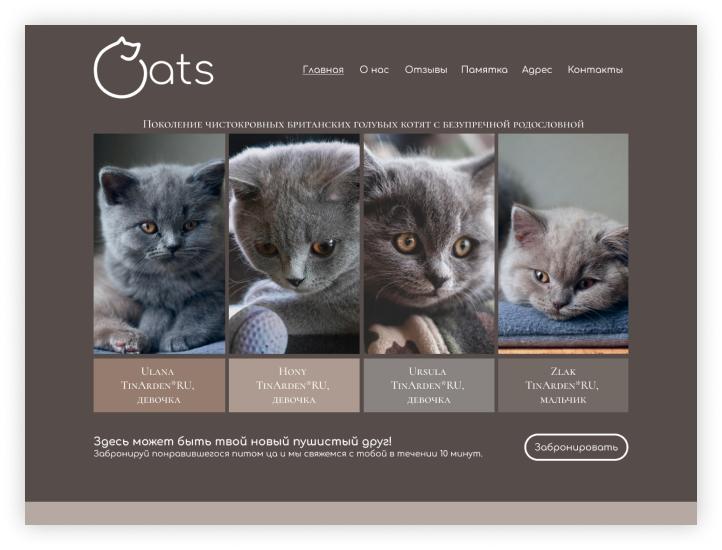 Cats
Главная О нас Отзывы Памятка Адрес Контакты
Поколение чистокровных британских голубых котят с безупречной родословной
Ulana
TinArden*RU,
девочка
Hony
TinArden*RU,
девочка
Ursula
TinArden*RU,
девочка
Zlak
TinArden*RU,
мальчик
Здесь может быть твой новый пушистый друг!
Забронируй понравившегося питом ца и мы свяжемся с тобой в течении 10 минут.
Забронировать